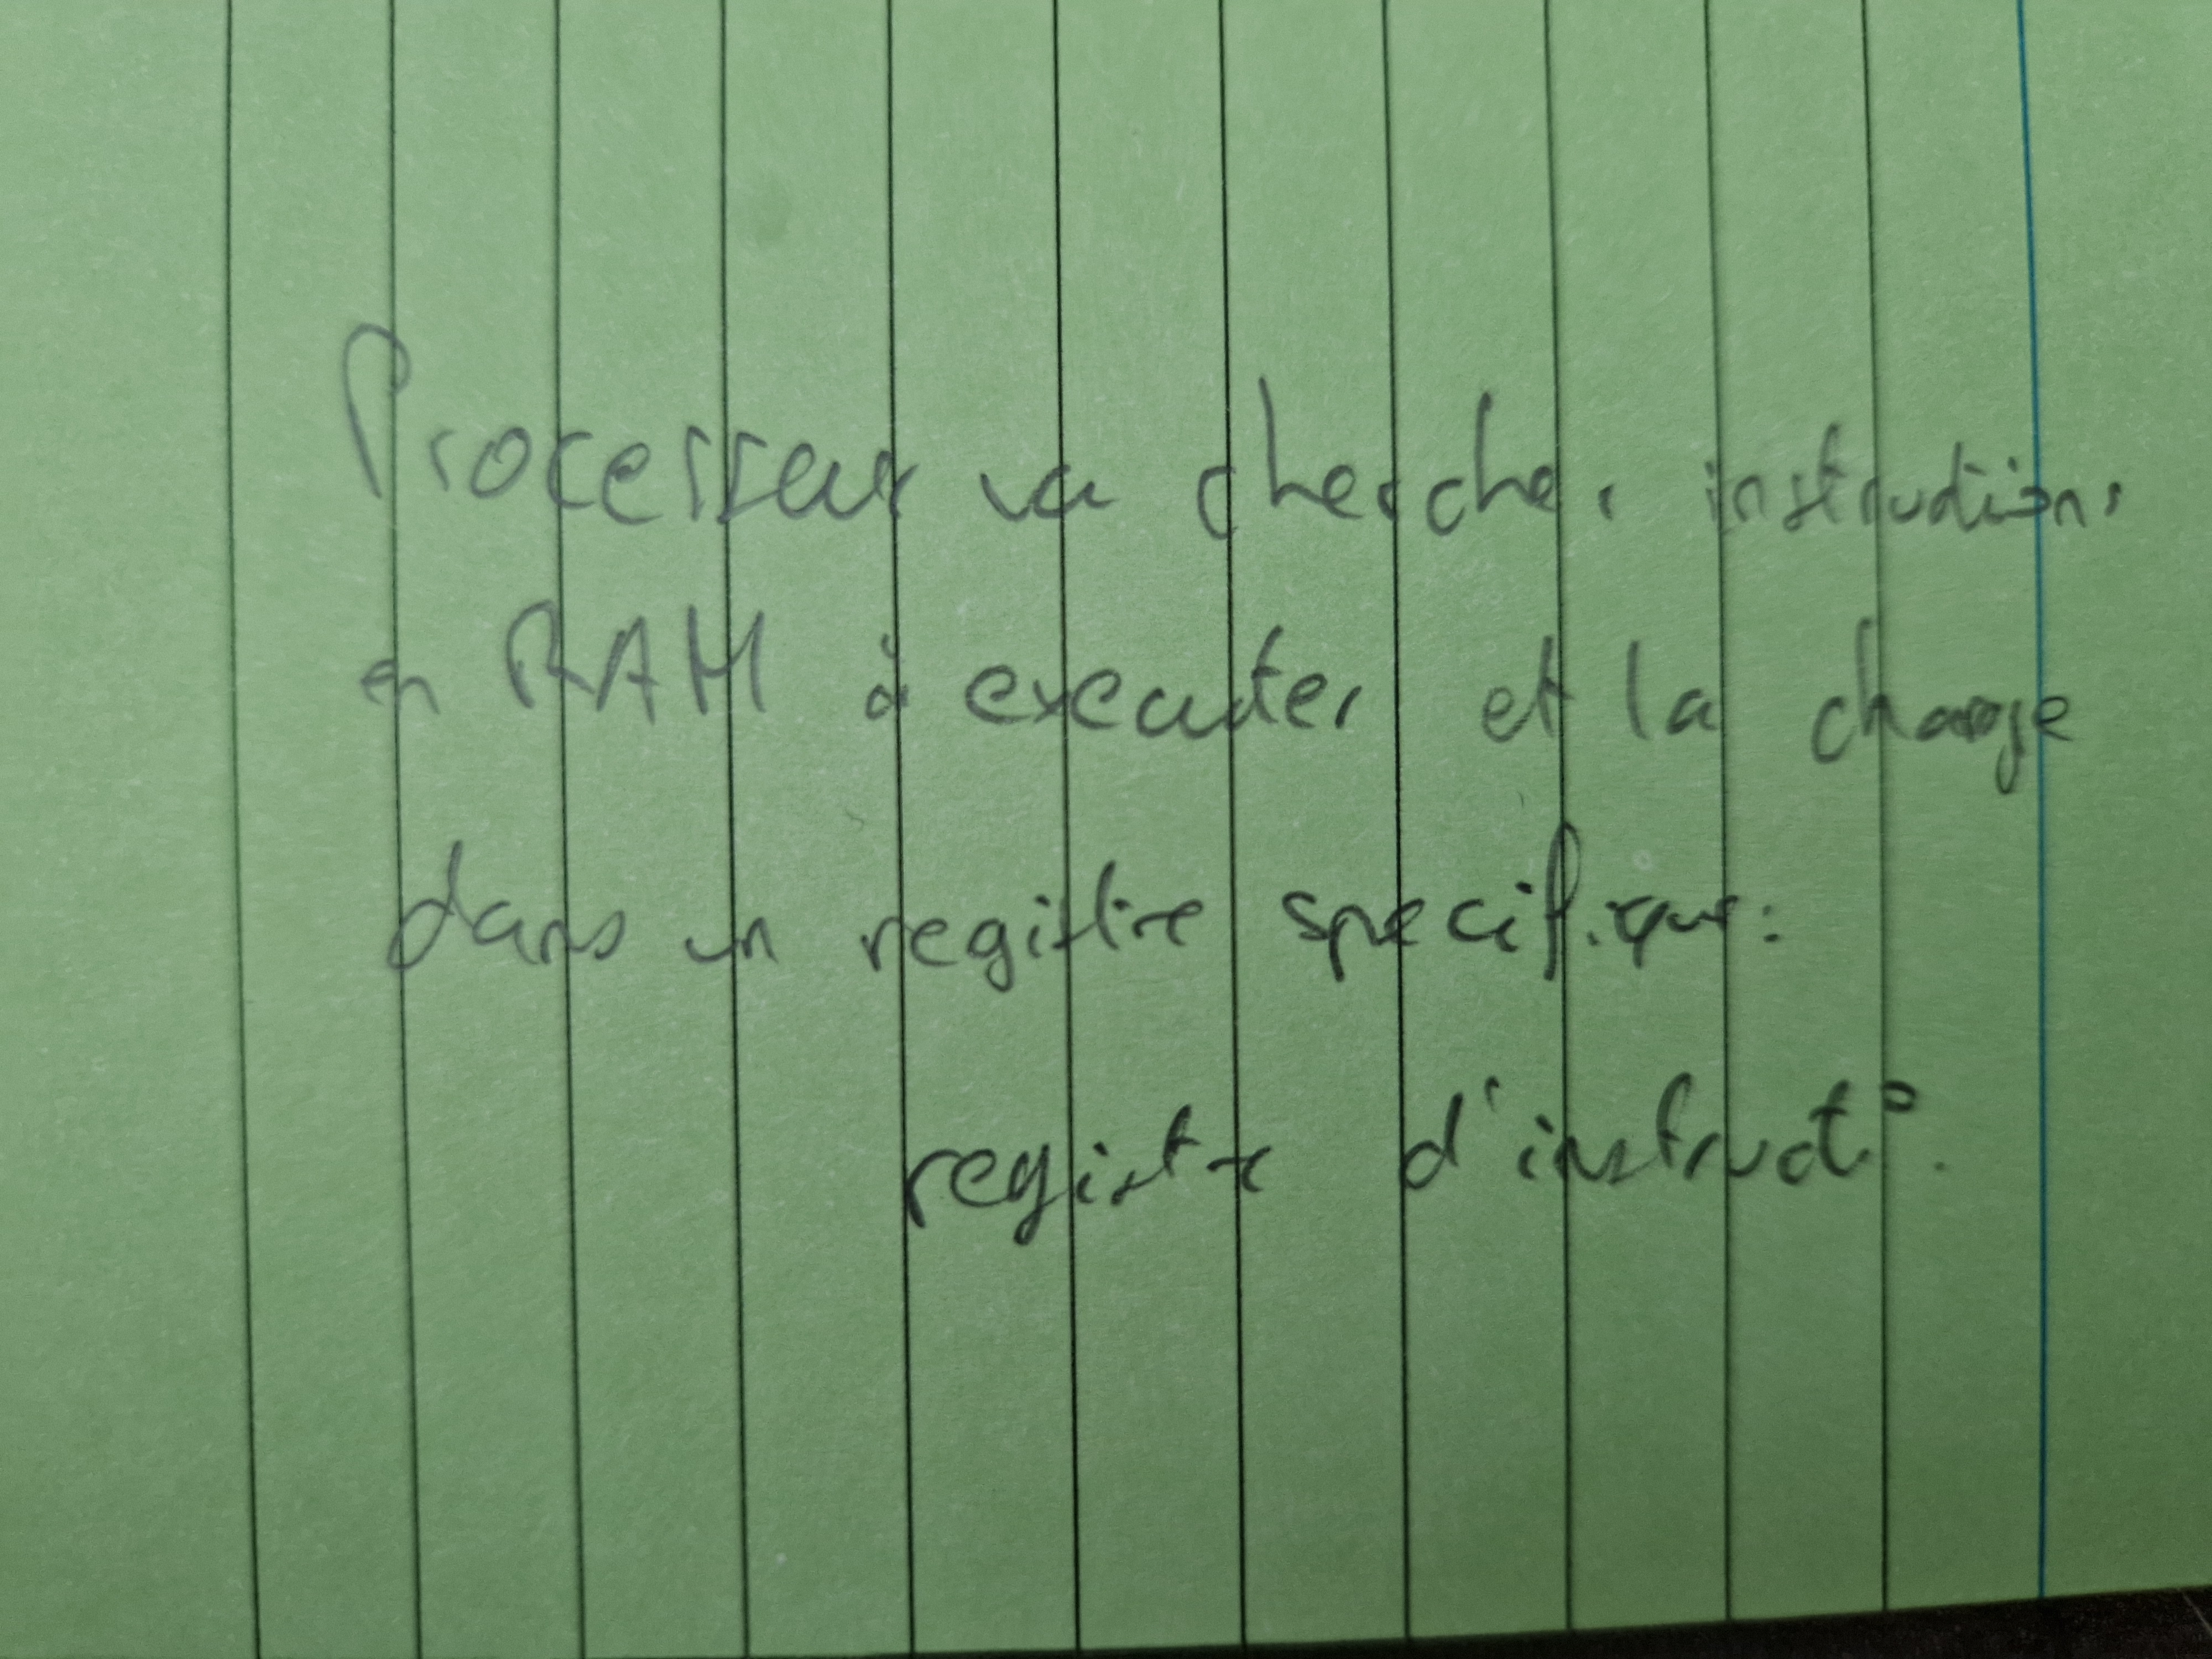 Processeur va chercher instructions
en RAM à executer et la charge
dans un registre specifique:
registre d'instruct°.